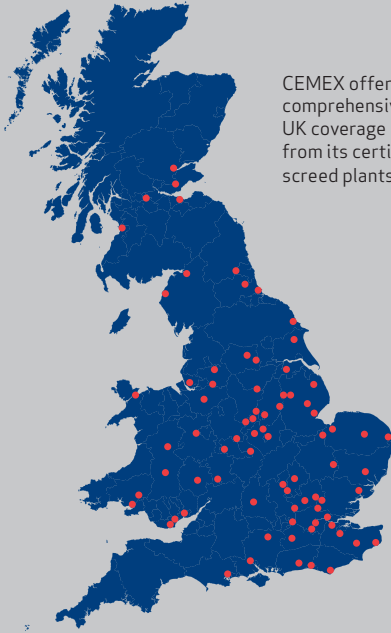 CEMEX offer
comprehensiv
UK coverage
from its certi
screed plants